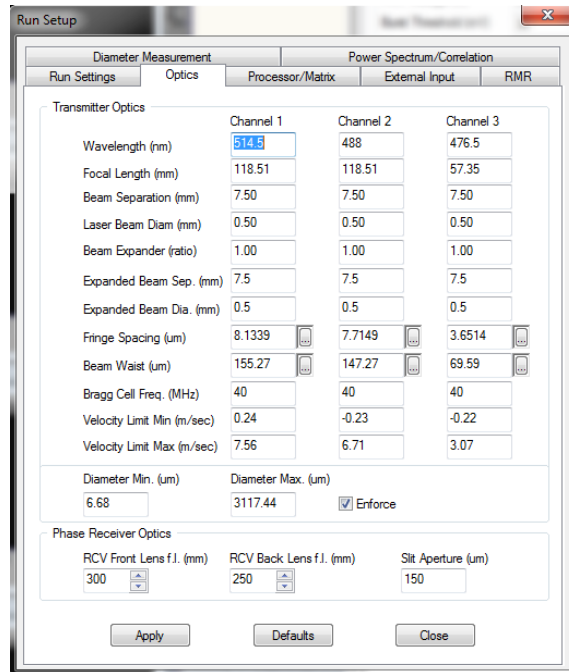 Run Setup
Diameter Measurement Power Spectrum/Correlation
Run Settings Optics Processor/Matrix External Input RMR
Transmitter Optics
Channel 1 Channel 2 Channel 3
Wavelength (nm) 514.5 488 476.5
Focal Length (mm) 118.51 118.51 57.35
Beam Separation (mm) 7.50 7.50 7.50
Laser Beam Diam (mm) 0.50 0.50 0.50
Beam Expander (ratio) 1.00 1.00 1.00
Expanded Beam Sep. (mm) 7.5 7.5 7.5
Expanded Beam Dia. (mm) 0.5 0.5 0.5
Fringe Spacing (um) 8.1339 ... 7.7149 ... 3.6514 ...
Beam Waist (um) 155.27 ... 147.27 ... 69.59 ...
Bragg Cell Freq. (MHz) 40 40 40
Velocity Limit Min (m/sec) 0.24 -0.23 -0.22
Velocity Limit Max (m/sec) 7.56 6.71 3.07
Diameter Min. (um) Diameter Max. (um)
6.68 3117.44 Enforce
Phase Receiver Optics
RCV Front Lens f.l. (mm) RCV Back Lens f.l. (mm) Slit Aperture (um)
300 250 150
Apply Defaults Close